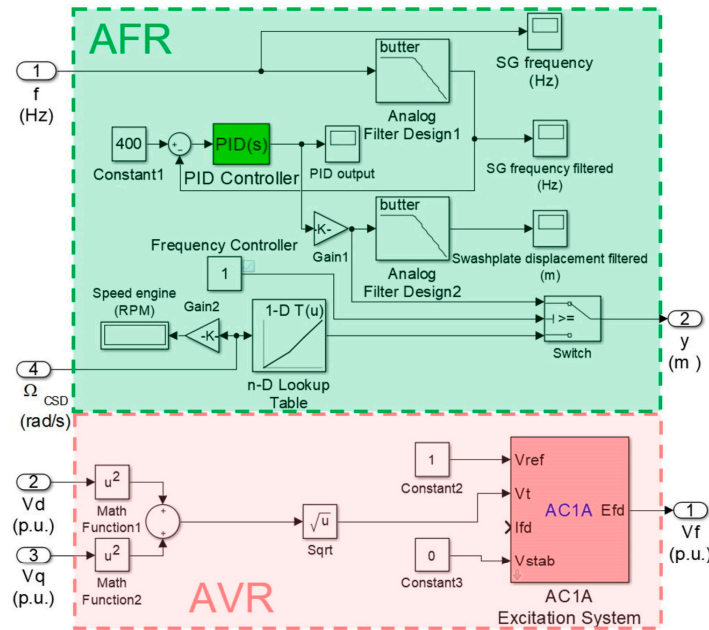 AFR
1
f
(Hz)
butter
Analog
Filter Design1
SG frequency
(Hz)
400
Constant1
+
−
PID(s)
PID Controller
PID output
SG frequency filtered
(Hz)
-K-
Gain1
butter
Analog
Filter Design2
Swashplate displacement filtered
(m)
Frequency Controller
1
Speed engine
(RPM)
Gain2
-K-
1-D T(u)
n-D Lookup
Table
>=
Switch
2
y
(m )
4
Ω CSD
(rad/s)
2
Vd
(p.u.)
u²
Math
Function1
3
Vq
(p.u.)
u²
Math
Function2
+
+
√u
Sqrt
1
Constant2
0
Constant3
Vref
Vt
Ifd
Vstab
AC1A
Efd
AC1A
Excitation System
1
Vf
(p.u.)
AVR